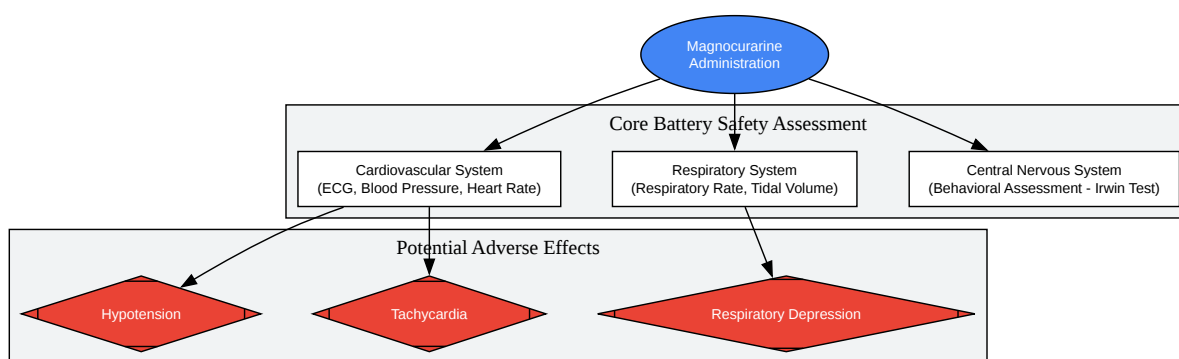 Magnocurarine
Administration
Core Battery Safety Assessment
Cardiovascular System
(ECG, Blood Pressure, Heart Rate)
Respiratory System
(Respiratory Rate, Tidal Volume)
Central Nervous System
(Behavioral Assessment - Irwin Test)
Potential Adverse Effects
Hypotension
Tachycardia
Respiratory Depression